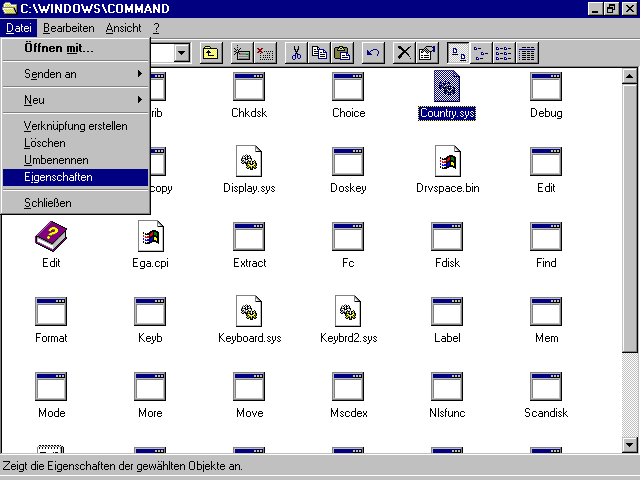 C:\WINDOWS\COMMAND
Datei Bearbeiten Ansicht ?
Öffnen mit...
Senden an
Neu
Verknüpfung erstellen
Löschen
Umbenennen
Eigenschaften
Schließen
rib Chkdsk Choice Country.sys Debug
copy Display.sys Doskey Drvspace.bin Edit
Edit Ega.cpi Extract Fc Fdisk Find
Format Keyb Keyboard.sys Keybrd2.sys Label Mem
Mode More Move Mscdex Nlsfunc Scandisk
Zeigt die Eigenschaften der gewählten Objekte an.